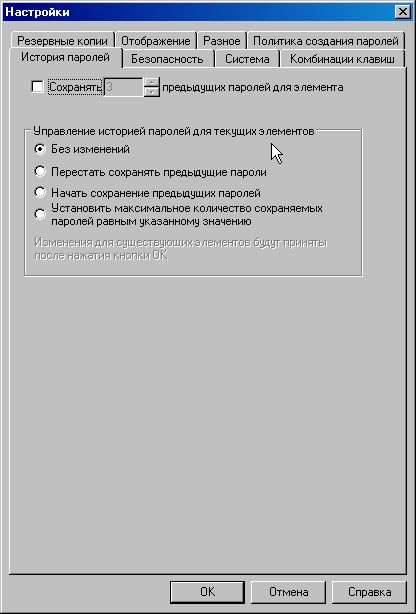 Настройки
Резервные копии Отображение Разное Политика создания паролей
История паролей Безопасность Система Комбинации клавиш
Сохранять 3 предыдущих паролей для элемента
Управление историей паролей для текущих элементов
Без изменений
Перестать сохранять предыдущие пароли
Начать сохранение предыдущих паролей
Установить максимальное количество сохраняемых
паролей равным указанному значению
Изменения для существующих элементов будут приняты
после нажатия кнопки OK
OK Отмена Справка